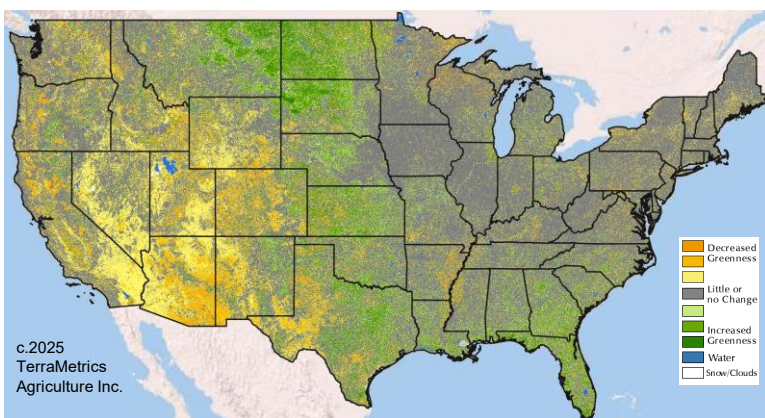 Decreased
Greenness
Little or
no Change
Increased
Greenness
Water
Snow/Clouds
c.2025
TerraMetrics
Agriculture Inc.